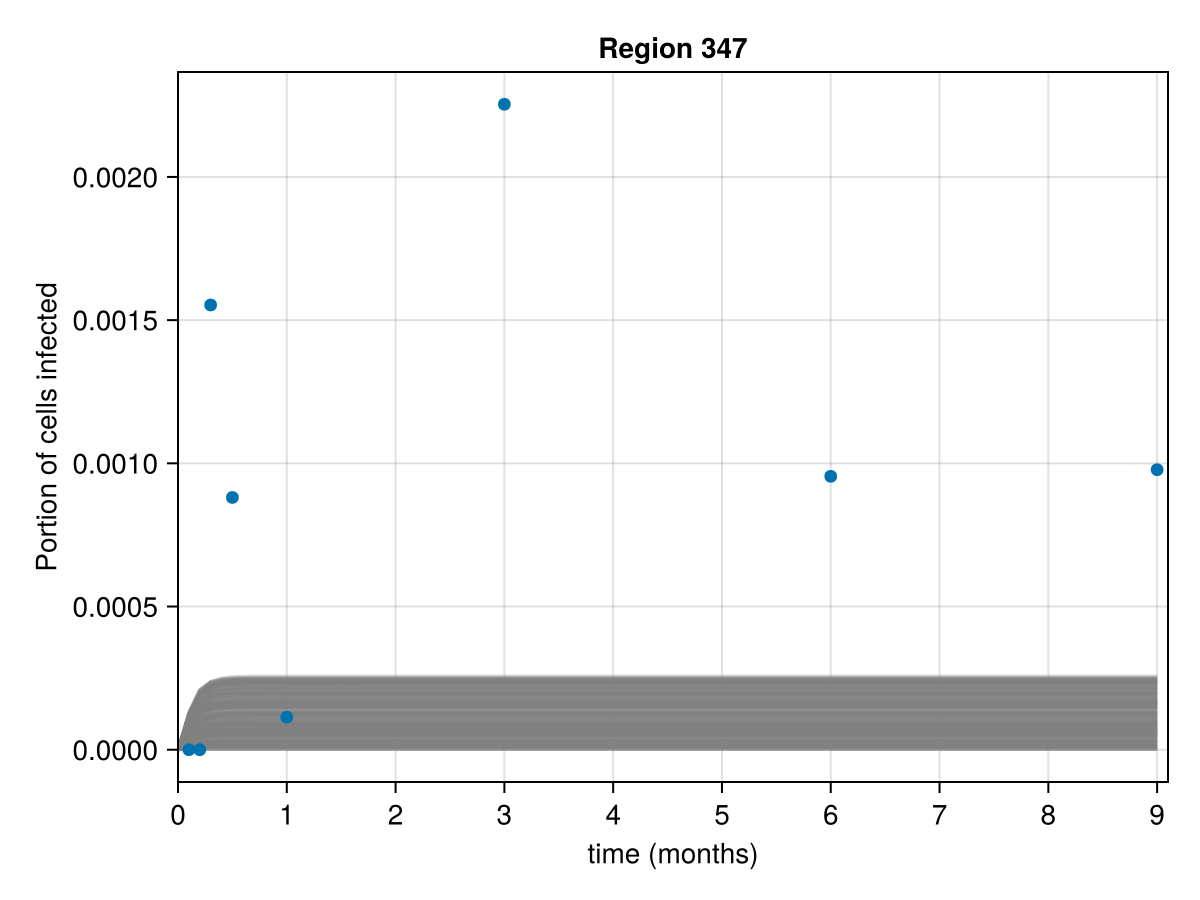 Region 347
Portion of cells infected
0.0020
0.0015
0.0010
0.0005
0.0000
0 1 2 3 4 5 6 7 8 9
time (months)